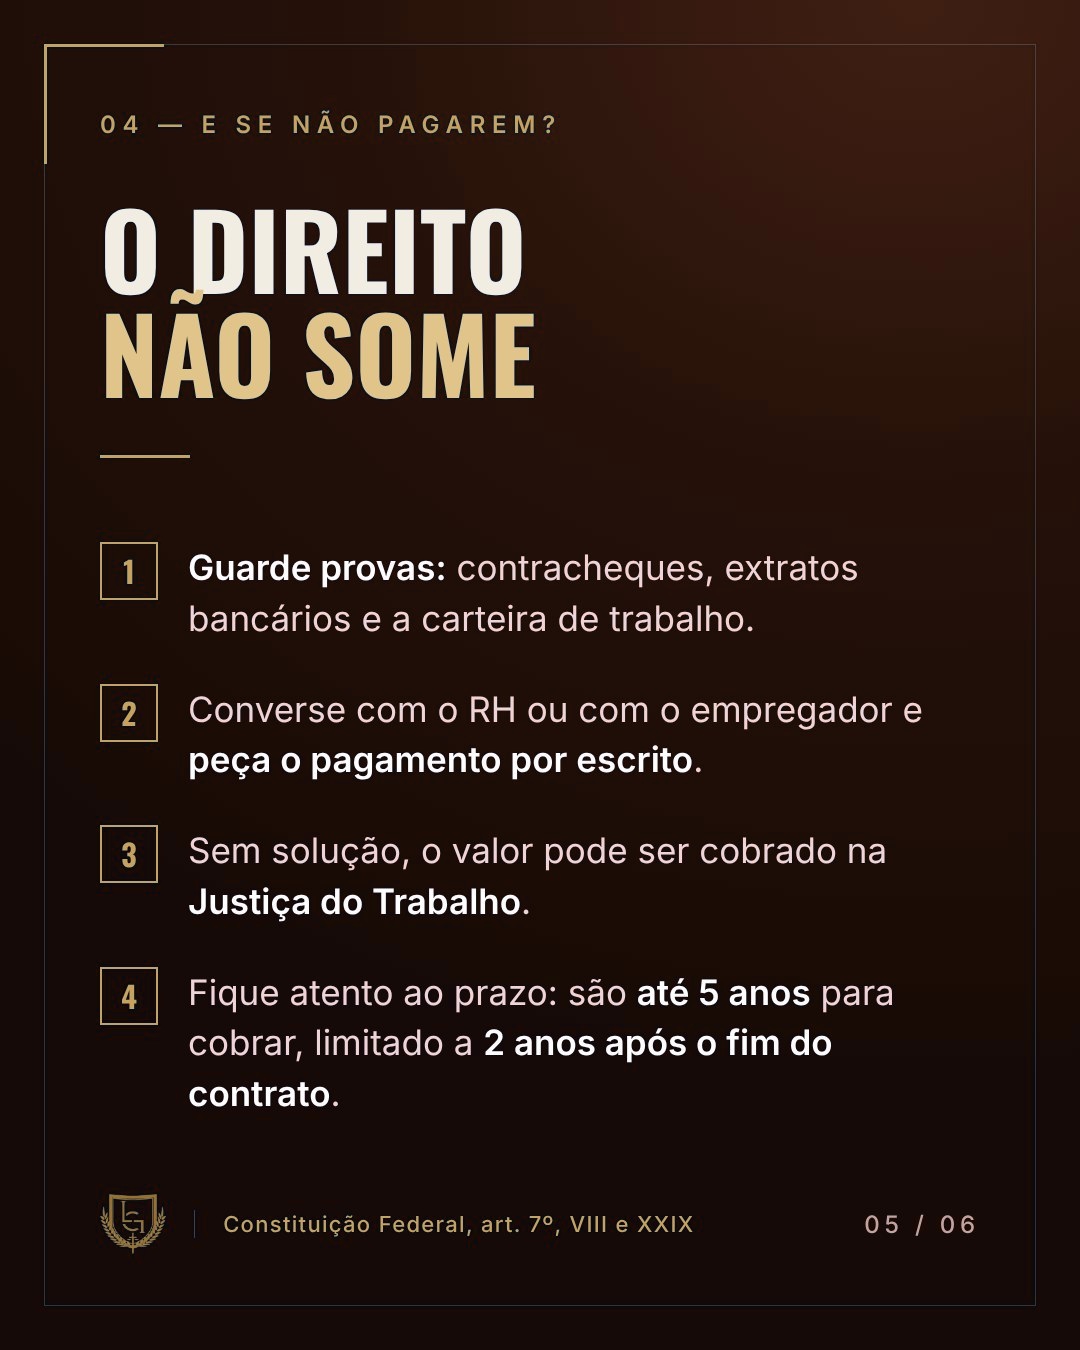 04 — E SE NÃO PAGAREM?
O DIREITO
NÃO SOME
1
Guarde provas: contracheques, extratos
bancários e a carteira de trabalho.
2
Converse com o RH ou com o empregador e
peça o pagamento por escrito.
3
Sem solução, o valor pode ser cobrado na
Justiça do Trabalho.
4
Fique atento ao prazo: são até 5 anos para
cobrar, limitado a 2 anos após o fim do
contrato.
Constituição Federal, art. 7º, VIII e XXIX
05 / 06